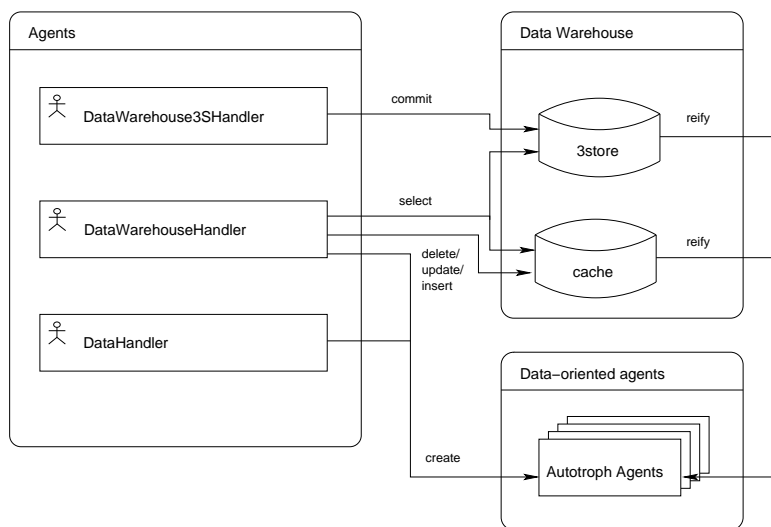 Agents
Data Warehouse
DataWarehouse3SHandler
commit
3store
reify
DataWarehouseHandler
select
delete/
update/
insert
cache
reify
DataHandler
Data−oriented agents
create
Autotroph Agents